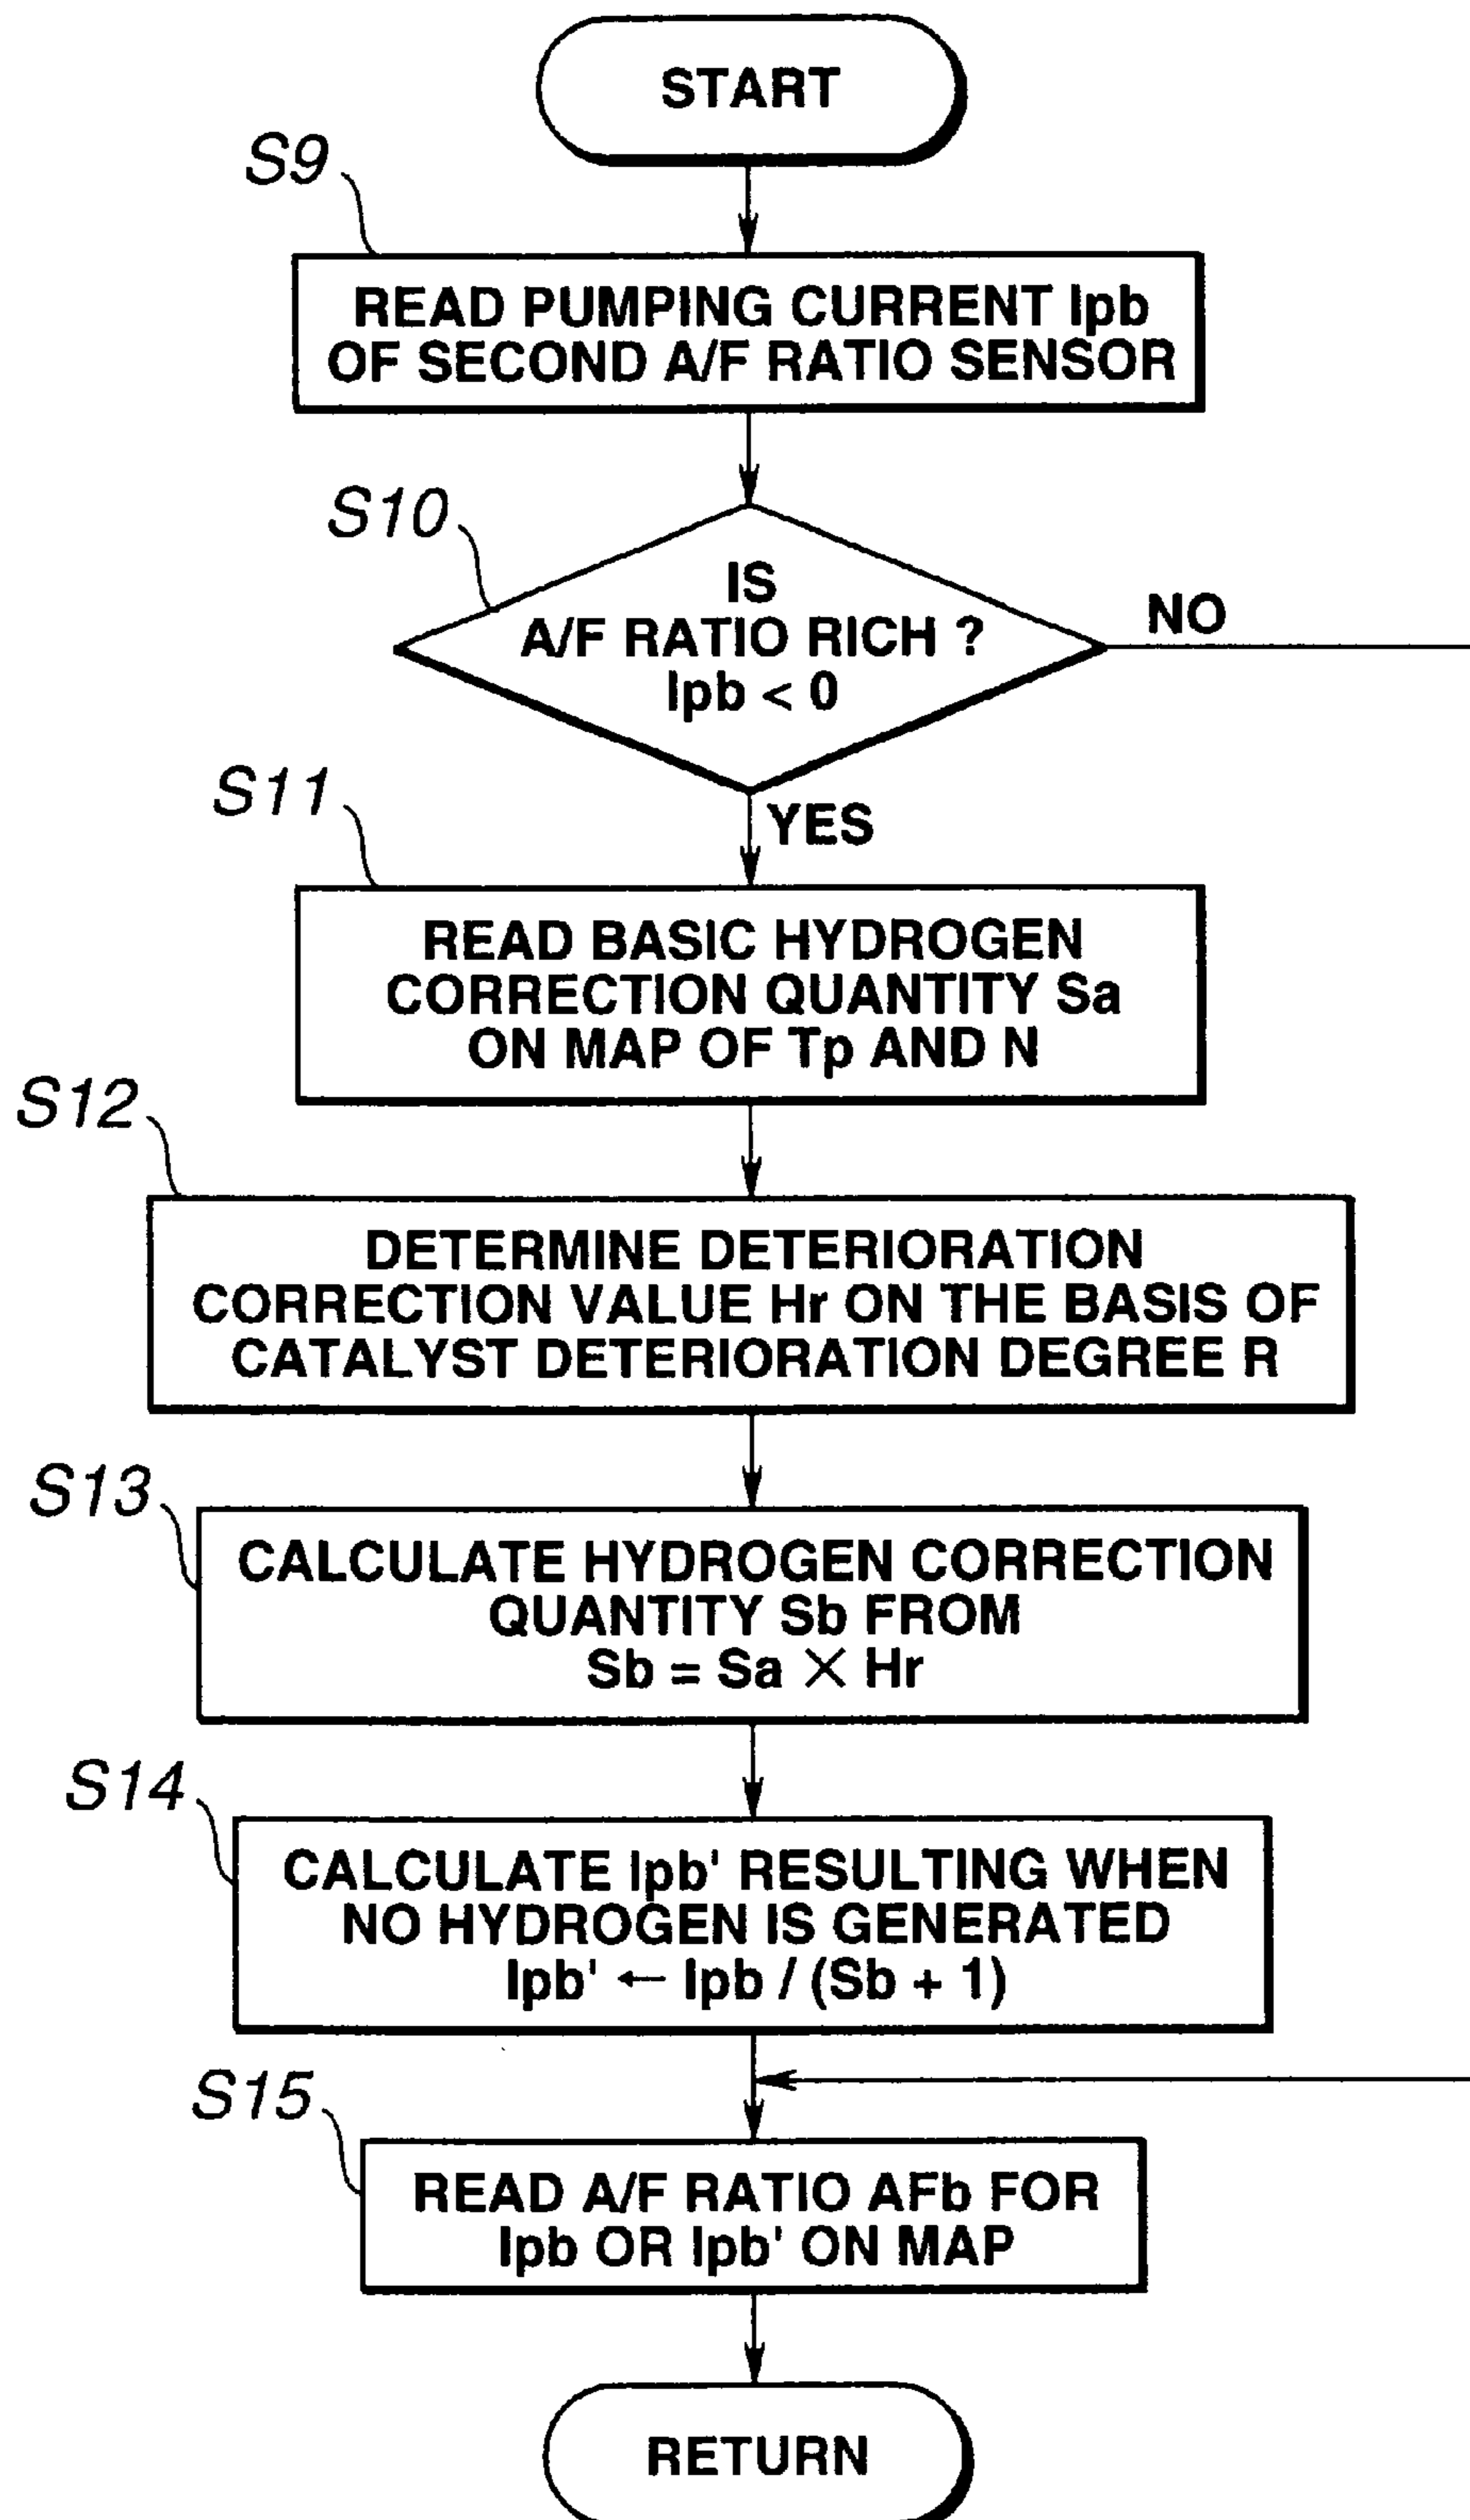 START
S9
READ PUMPING CURRENT Ipb
OF SECOND A/F RATIO SENSOR
S10
IS
A/F RATIO RICH ?
Ipb < 0
NO
YES
S11
READ BASIC HYDROGEN
CORRECTION QUANTITY Sa
ON MAP OF Tp AND N
S12
DETERMINE DETERIORATION
CORRECTION VALUE Hr ON THE BASIS OF
CATALYST DETERIORATION DEGREE R
S13
CALCULATE HYDROGEN CORRECTION
QUANTITY Sb FROM
Sb = Sa × Hr
S14
CALCULATE Ipb' RESULTING WHEN
NO HYDROGEN IS GENERATED
Ipb' ← Ipb / (Sb + 1)
S15
READ A/F RATIO AFb FOR
Ipb OR Ipb' ON MAP
RETURN